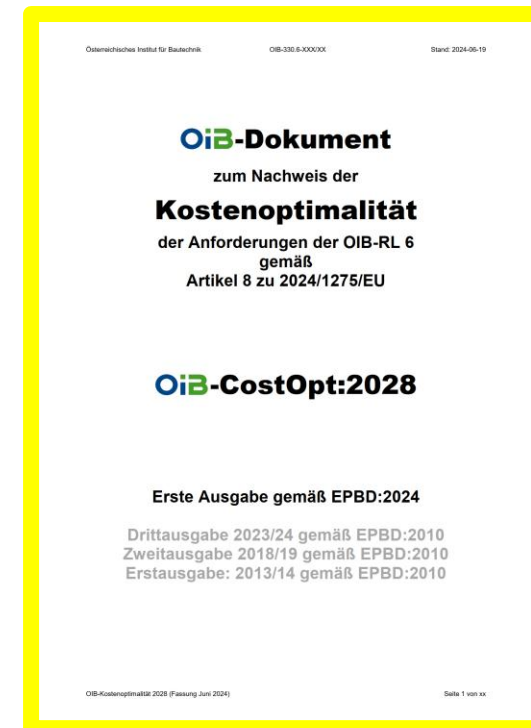 Österreichisches Institut für Bautechnik OIB-330.6-XXX/XX Stand: 2024-06-19
OiB-Dokument
zum Nachweis der
Kostenoptimalität
der Anforderungen der OIB-RL 6
gemäß
Artikel 8 zu 2024/1275/EU
OiB-CostOpt:2028
Erste Ausgabe gemäß EPBD:2024
Drittausgabe 2023/24 gemäß EPBD:2010
Zweitausgabe 2018/19 gemäß EPBD:2010
Erstausgabe: 2013/14 gemäß EPBD:2010
OIB-Kostenoptimalität 2028 (Fassung Juni 2024) Seite 1 von xx